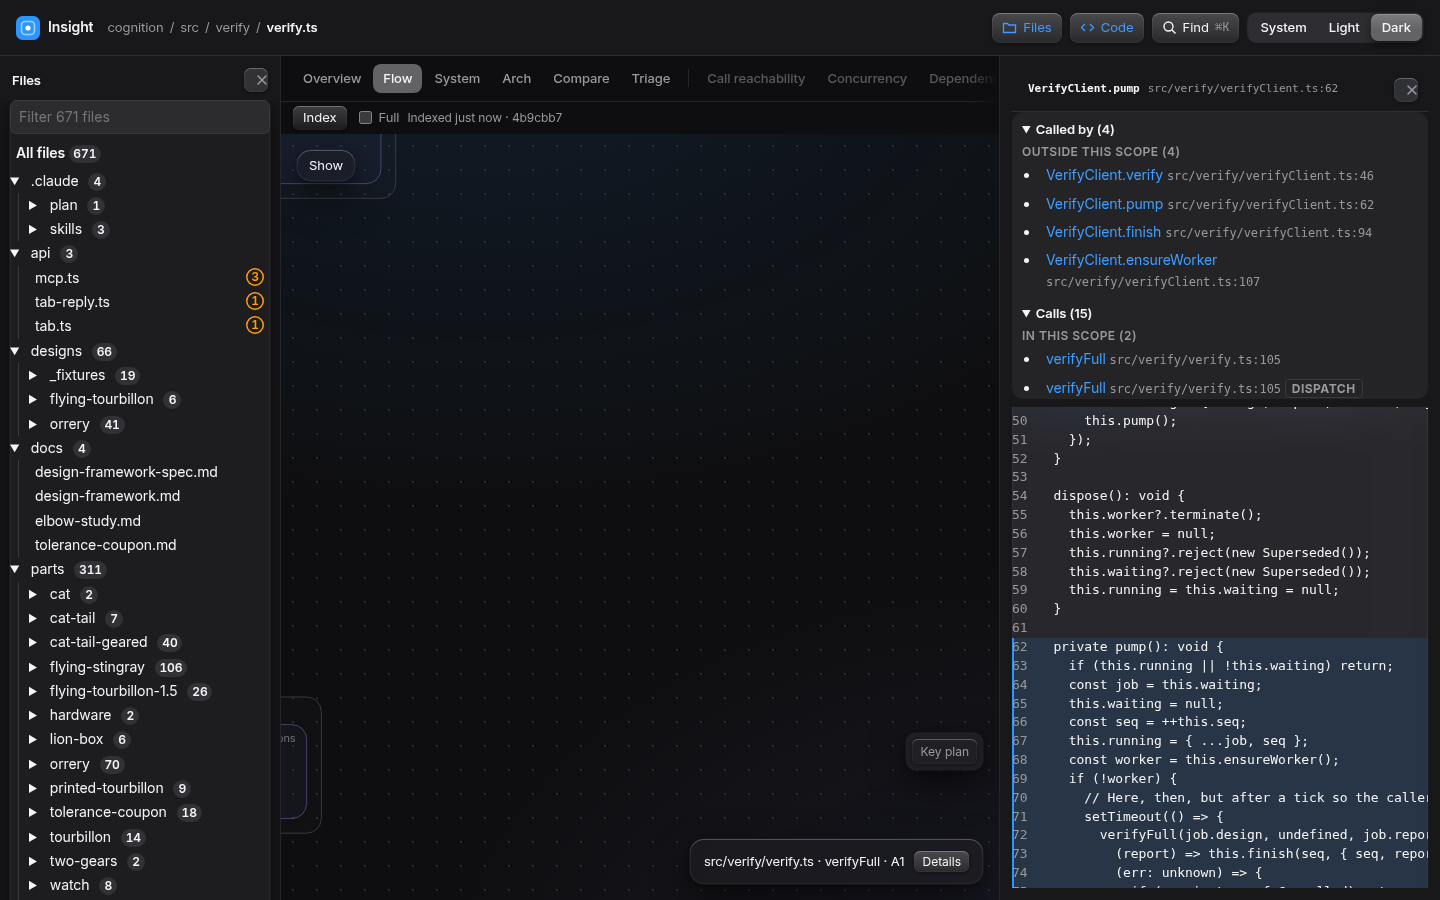 Insight cognition / src / verify / verify.ts
Files Code Find ⌘K System Light Dark
Files
Filter 671 files
All files 671
.claude 4
plan 1
skills 3
api 3
mcp.ts 3
tab-reply.ts 1
tab.ts 1
designs 66
_fixtures 19
flying-tourbillon 6
orrery 41
docs 4
design-framework-spec.md
design-framework.md
elbow-study.md
tolerance-coupon.md
parts 311
cat 2
cat-tail 7
cat-tail-geared 40
flying-stingray 106
flying-tourbillon-1.5 26
hardware 2
lion-box 6
orrery 70
printed-tourbillon 9
tolerance-coupon 18
tourbillon 14
two-gears 2
watch 8
Overview Flow System Arch Compare Triage Call reachability Concurrency Dependen
Index Full Indexed just now · 4b9cbb7
Show
ons
Key plan
src/verify/verify.ts · verifyFull · A1 Details
VerifyClient.pump src/verify/verifyClient.ts:62
Called by (4)
OUTSIDE THIS SCOPE (4)
VerifyClient.verify src/verify/verifyClient.ts:46
VerifyClient.pump src/verify/verifyClient.ts:62
VerifyClient.finish src/verify/verifyClient.ts:94
VerifyClient.ensureWorker
src/verify/verifyClient.ts:107
Calls (15)
IN THIS SCOPE (2)
verifyFull src/verify/verify.ts:105
verifyFull src/verify/verify.ts:105 DISPATCH
50 this.pump();
51 });
52 }
53
54 dispose(): void {
55 this.worker?.terminate();
56 this.worker = null;
57 this.running?.reject(new Superseded());
58 this.waiting?.reject(new Superseded());
59 this.running = this.waiting = null;
60 }
61
62 private pump(): void {
63 if (this.running || !this.waiting) return;
64 const job = this.waiting;
65 this.waiting = null;
66 const seq = ++this.seq;
67 this.running = { ...job, seq };
68 const worker = this.ensureWorker();
69 if (!worker) {
70 // Here, then, but after a tick so the caller
71 setTimeout(() => {
72 verifyFull(job.design, undefined, job.repor
73 (report) => this.finish(seq, { seq, repor
74 (err: unknown) => {